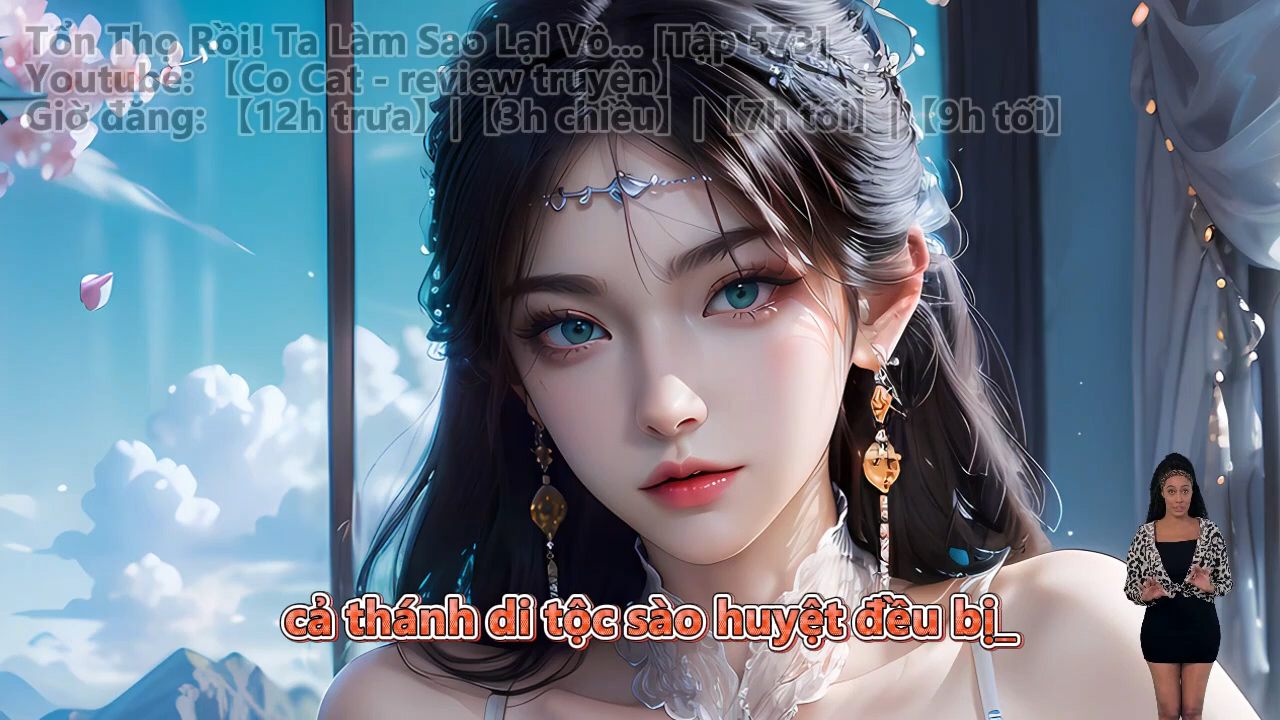 Tổn Thọ Rồi! Ta Làm Sao Lại Vô... [Tập 573]
Youtube: 【Co Cat - review truyện】
Giờ đăng: 【12h trưa】 | 【3h chiều】 | 【7h tối】 | 【9h tối】
cả thánh di tộc sào huyệt đều bị_